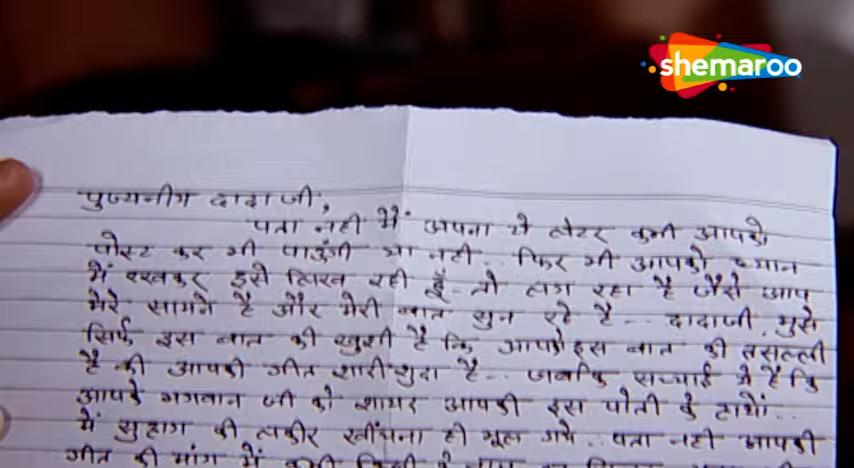 shemaroo
पुज्यनीय दादाजी,
पता नहीं मैं अपना ये लेटर कभी आपको
पोस्ट कर भी पाऊंगी या नही.. फिर भी आपको ध्यान
में रखकर इसे लिख रही हूँ.. तो लग रहा है जैसे आप
मेरे सामने है और मेरी बात सुन रहे है... दादाजी, मुझे
सिर्फ इस बात की खुशी है कि आपको इस बात की तसल्ली
है की आपकी गीत शादीशुदा है.. जबकि सच्चाई ये है कि
आपके भगवान जी को शायद आपकी इस पोती के हाथों..
में सुहाग की लकीर खींचना ही भूल गये.. पता नही आपकी
गीत की मांग में कभी किसी के नाम का